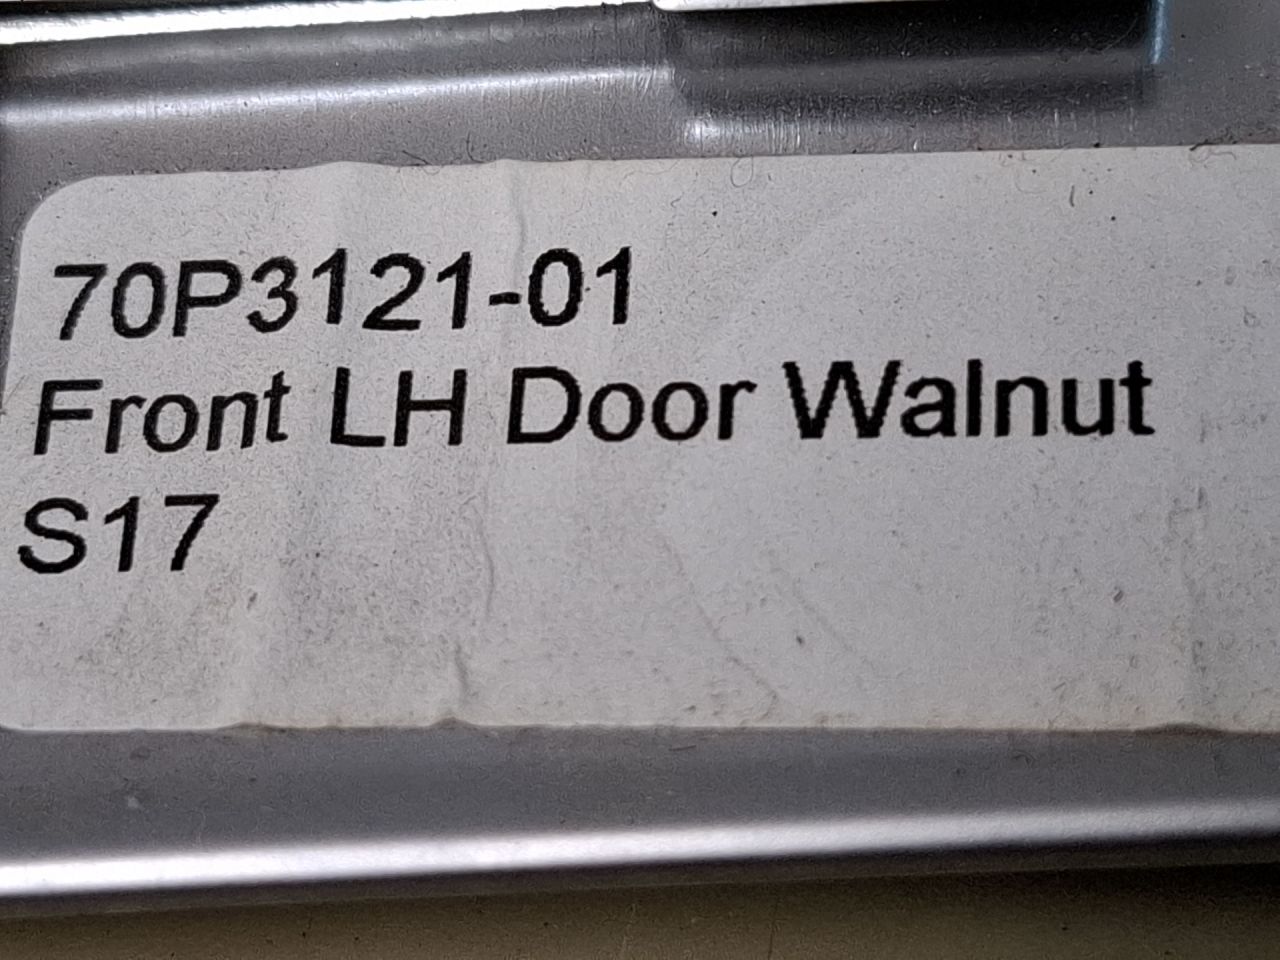 70P3121-01
Front LH Door Walnut
S17